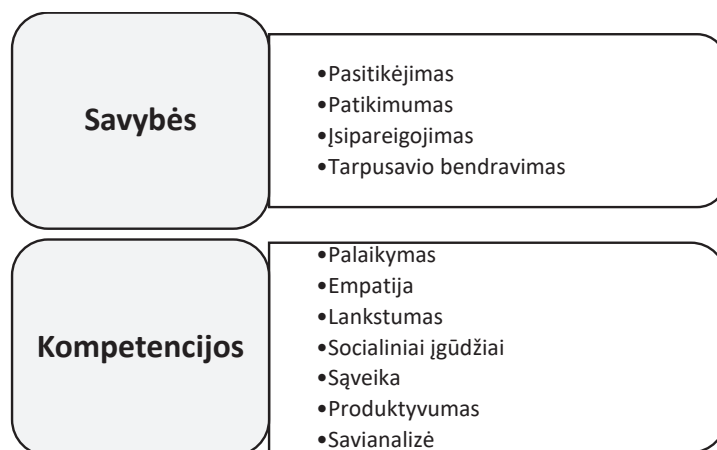 Savybės
•Pasitikėjimas
•Patikimumas
•Įsipareigojimas
•Tarpusavio bendravimas
Kompetencijos
•Palaikymas
•Empatija
•Lankstumas
•Socialiniai įgūdžiai
•Sąveika
•Produktyvumas
•Savianalizė